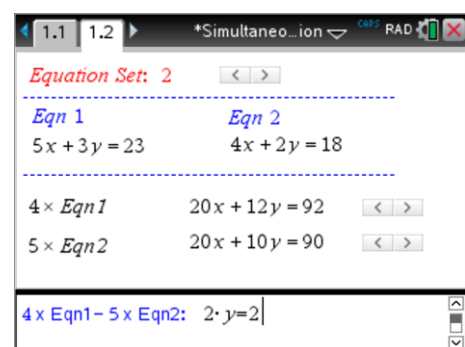 1.1 1.2 *Simultaneo...ion CAPS RAD
Equation Set: 2 < >
Eqn 1 Eqn 2
5x+3y=23 4x+2y=18
4× Eqn1 20x+12y=92 < >
5× Eqn2 20x+10y=90 < >
4 x Eqn1– 5 x Eqn2: 2·y=2